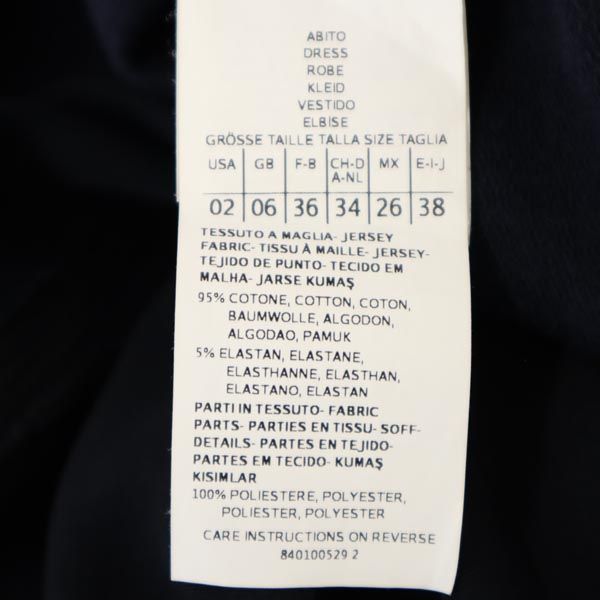 ABITO
DRESS
ROBE
KLEID
VESTIDO
ELBISE
GRÖSSE TAILLE TALLA SIZE TAGLIA
USA GB F-B CH-D A-NL MX E-I-J
02 06 36 34 26 38
TESSUTO A MAGLIA- JERSEY
FABRIC- TISSU À MAILLE- JERSEY-
TEJIDO DE PUNTO- TECIDO EM
MALHA- JARSE KUMAŞ
95% COTONE, COTTON, COTON,
BAUMWOLLE, ALGODON,
ALGODAO, PAMUK
5% ELASTAN, ELASTANE,
ELASTHANNE, ELASTHAN,
ELASTANO, ELASTAN
PARTI IN TESSUTO- FABRIC
PARTS- PARTIES EN TISSU- SOFF-
DETAILS- PARTES EN TEJIDO-
PARTES EM TECIDO- KUMAŞ
KISIMLAR
100% POLIESTERE, POLYESTER,
POLIESTER, POLYESTER
CARE INSTRUCTIONS ON REVERSE
840100529 2